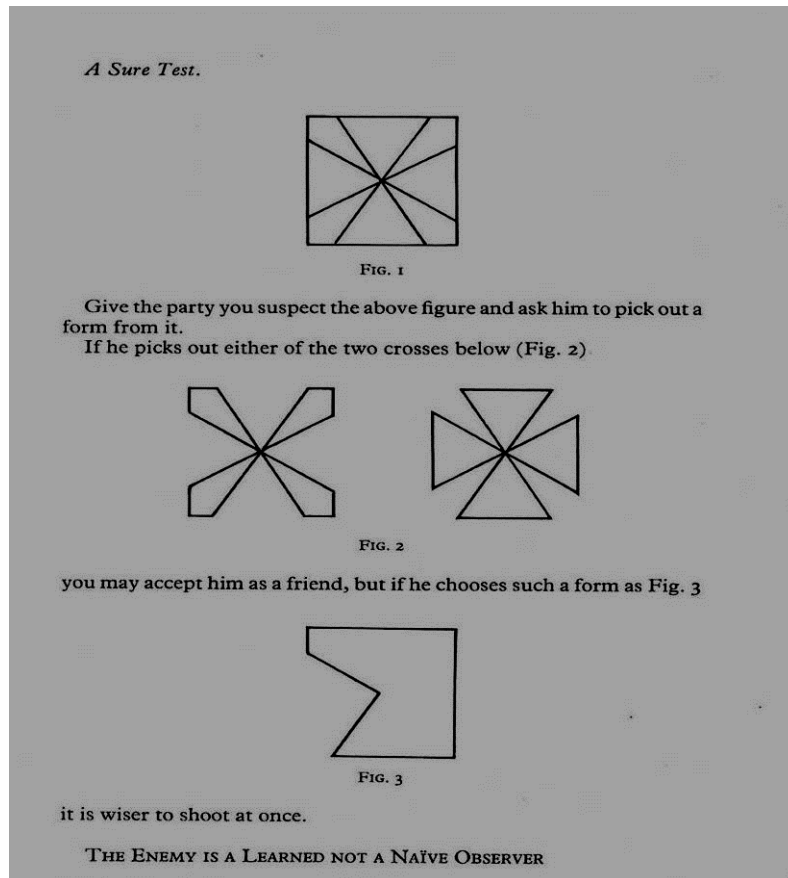 A Sure Test.
FIG. 1
Give the party you suspect the above figure and ask him to pick out a
form from it.
If he picks out either of the two crosses below (Fig. 2)
FIG. 2
you may accept him as a friend, but if he chooses such a form as Fig. 3
FIG. 3
it is wiser to shoot at once.
THE ENEMY IS A LEARNED NOT A NAÏVE OBSERVER